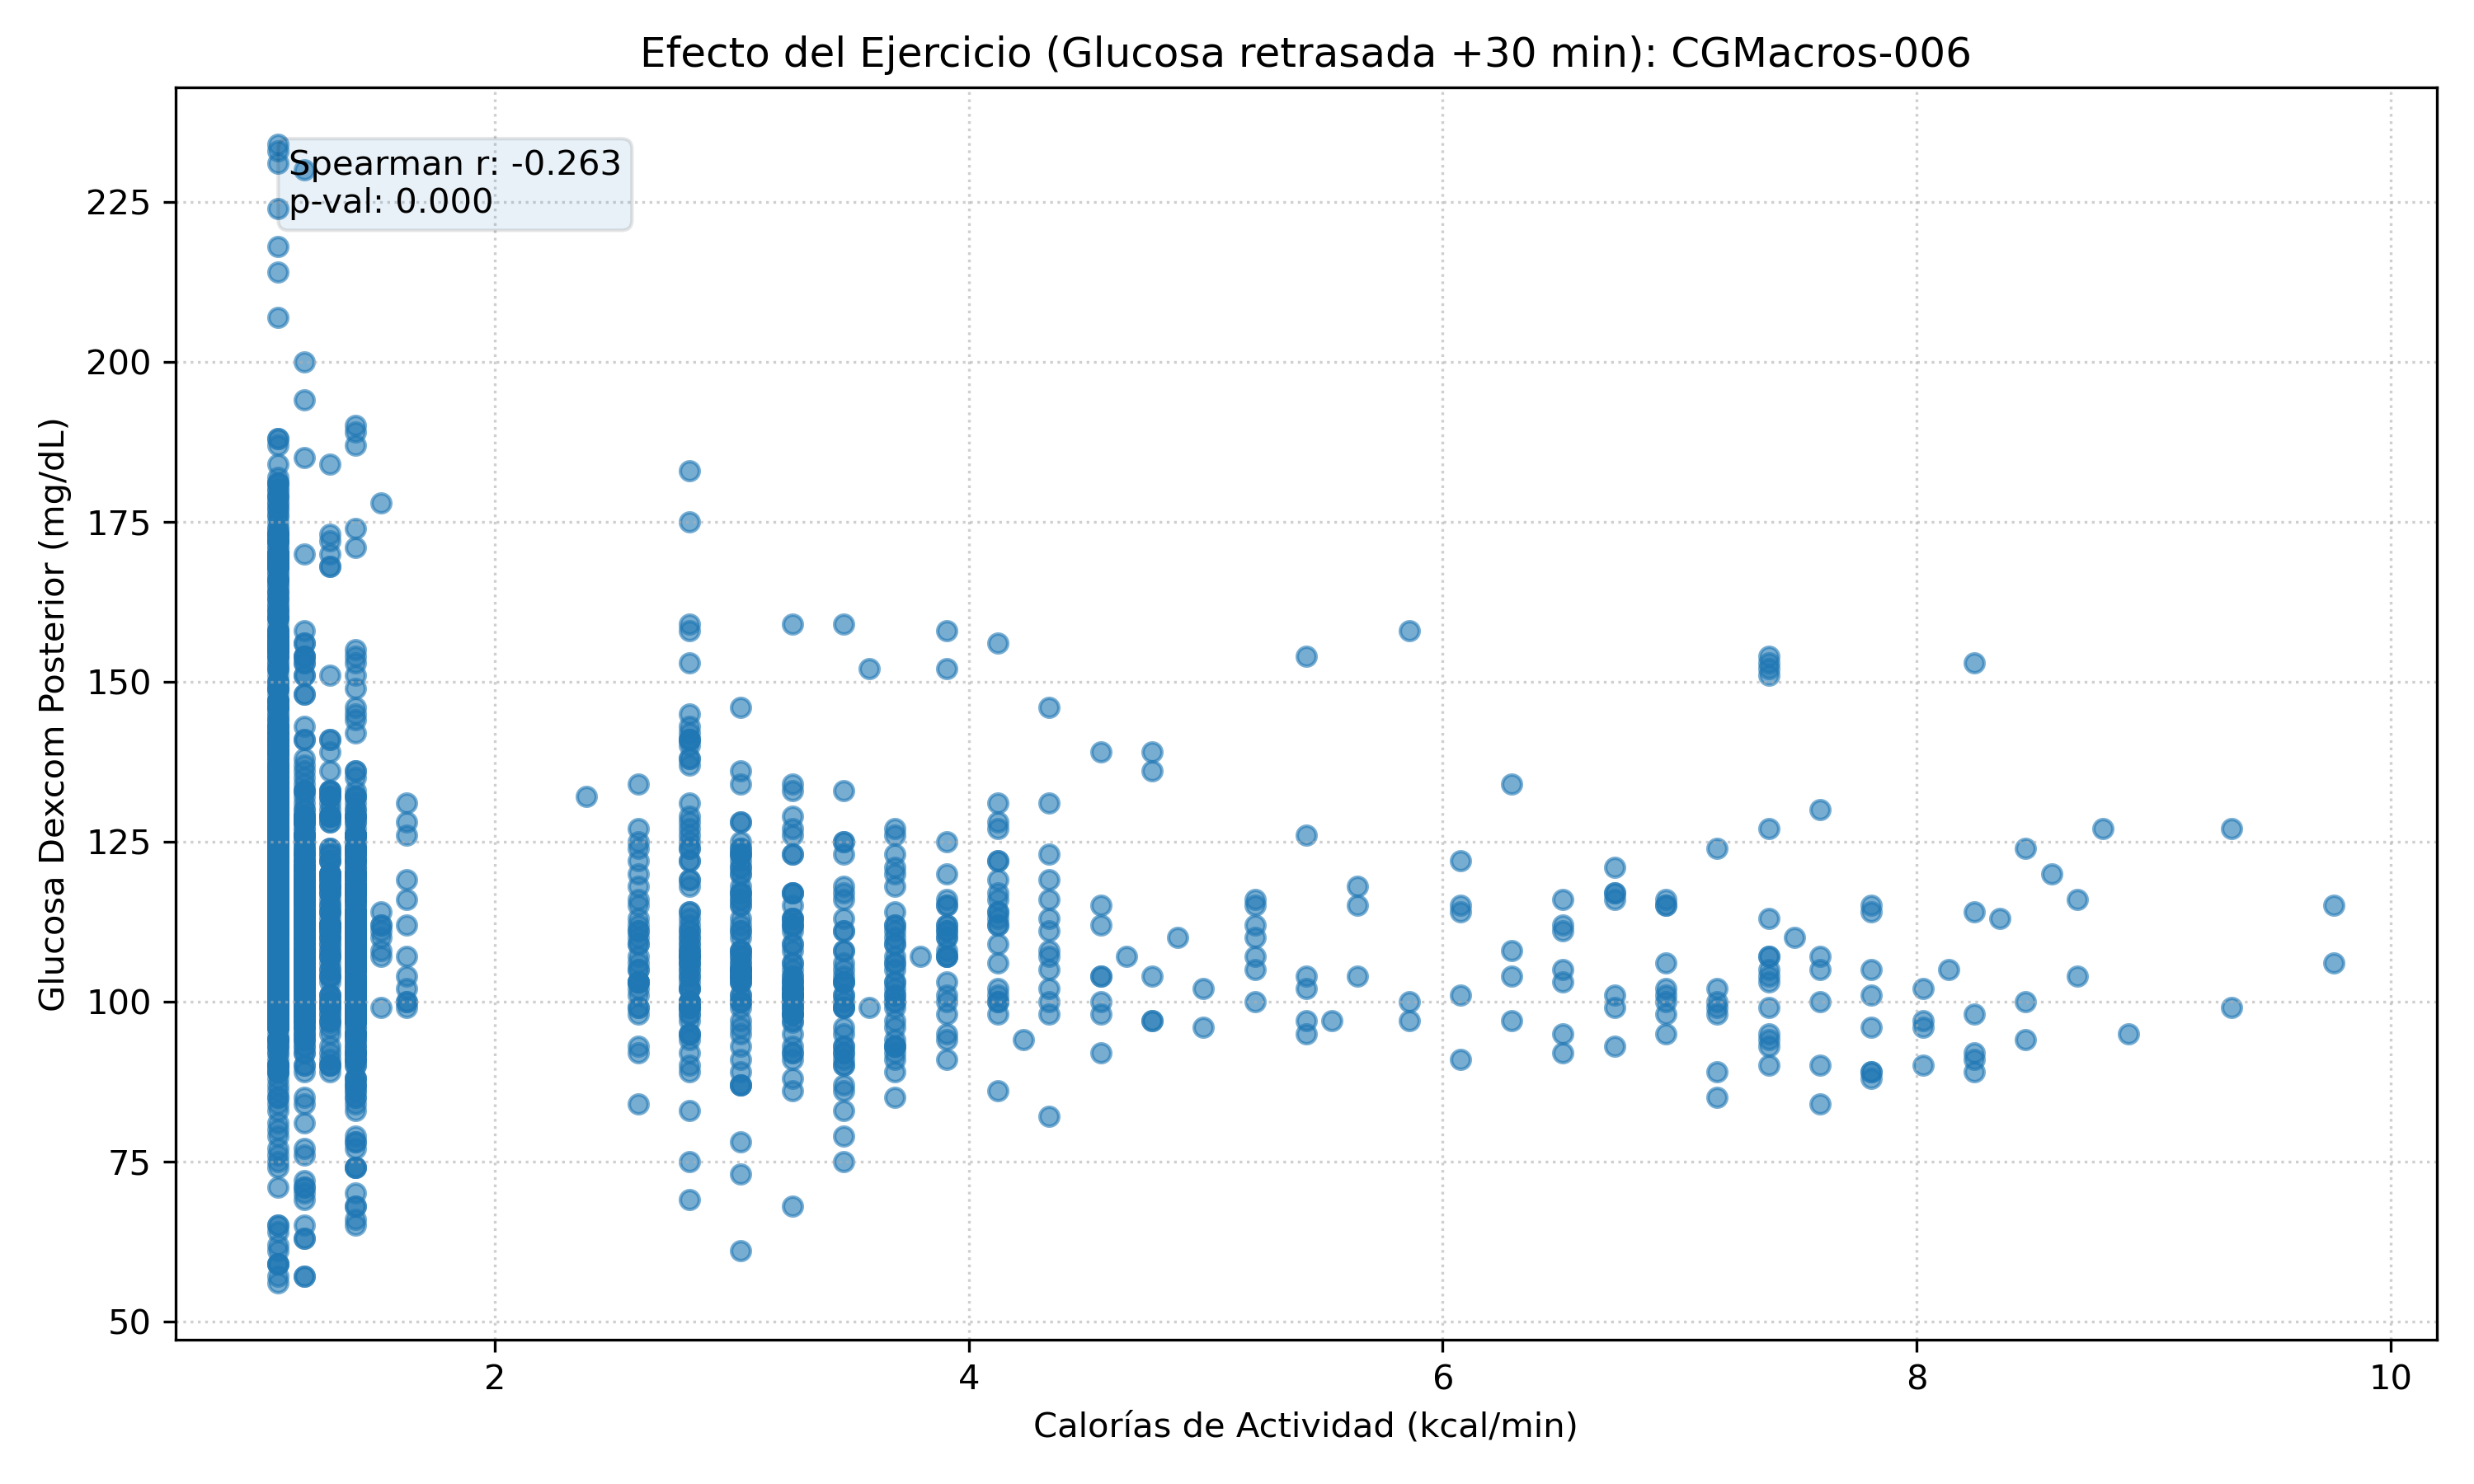 Efecto del Ejercicio (Glucosa retrasada +30 min): CGMacros-006
Spearman r: -0.263
p-val: 0.000
Glucosa Dexcom Posterior (mg/dL)
225
200
175
150
125
100
75
50
2 4 6 8 10
Calorías de Actividad (kcal/min)